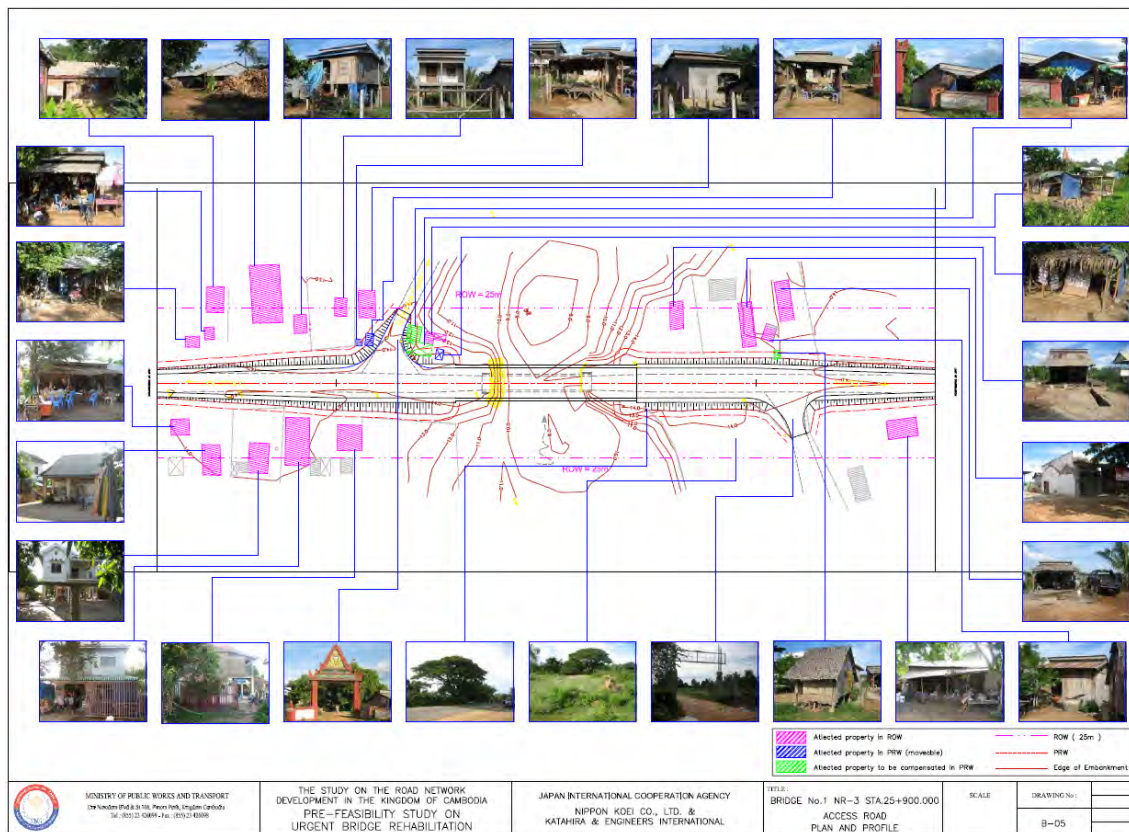 ROW = 25m
ROW = 25m
Affected property in ROW
Affected property in PRW (moveable)
Affected property to be compensated in PRW
ROW ( 25m )
PRW
Edge of Embankment
MINISTRY OF PUBLIC WORKS AND TRANSPORT
THE STUDY ON THE ROAD NETWORK
DEVELOPMENT IN THE KINGDOM OF CAMBODIA
PRE-FEASIBILITY STUDY ON
URGENT BRIDGE REHABILITATION
JAPAN INTERNATIONAL COOPERATION AGENCY
NIPPON KOEI CO., LTD. &
KATAHIRA & ENGINEERS INTERNATIONAL
TITLE :
BRIDGE No.1 NR-3 STA.25+900.000
ACCESS ROAD
PLAN AND PROFILE
SCALE
DRAWING No :
B-05